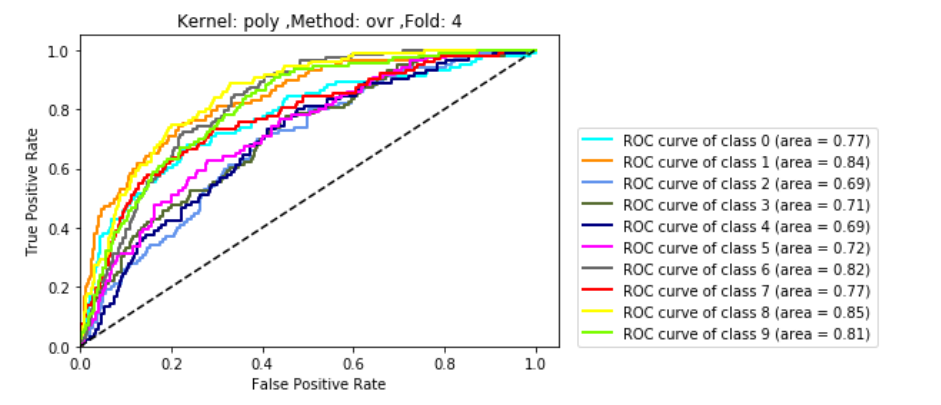 Kernel: poly ,Method: ovr ,Fold: 4
1.0
0.8
0.6
0.4
0.2
0.0
True Positive Rate
0.0 0.2 0.4 0.6 0.8 1.0
False Positive Rate
ROC curve of class 0 (area = 0.77)
ROC curve of class 1 (area = 0.84)
ROC curve of class 2 (area = 0.69)
ROC curve of class 3 (area = 0.71)
ROC curve of class 4 (area = 0.69)
ROC curve of class 5 (area = 0.72)
ROC curve of class 6 (area = 0.82)
ROC curve of class 7 (area = 0.77)
ROC curve of class 8 (area = 0.85)
ROC curve of class 9 (area = 0.81)